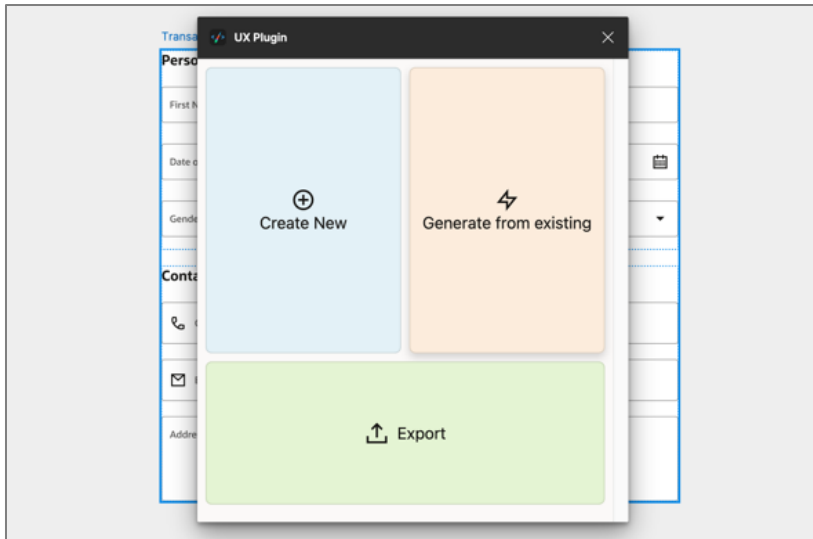 Transa
UX Plugin
Perso
First N
Date o
Gende
Create New
Generate from existing
Conta
Addre
Export